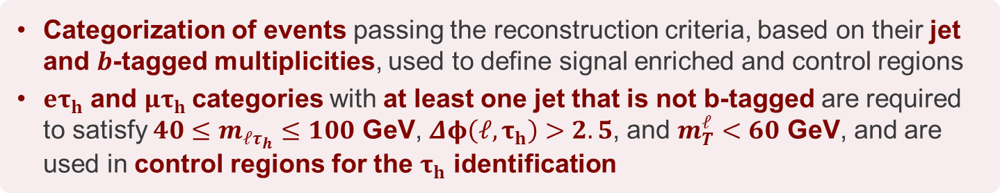 • Categorization of events passing the reconstruction criteria, based on their jet
and b-tagged multiplicities, used to define signal enriched and control regions
• eτₕ and μτₕ categories with at least one jet that is not b-tagged are required
to satisfy 40 ≤ m_{ℓτ_h} ≤ 100 GeV, Δϕ(ℓ, τₕ) > 2.5, and m_T^ℓ < 60 GeV, and are
used in control regions for the τₕ identification